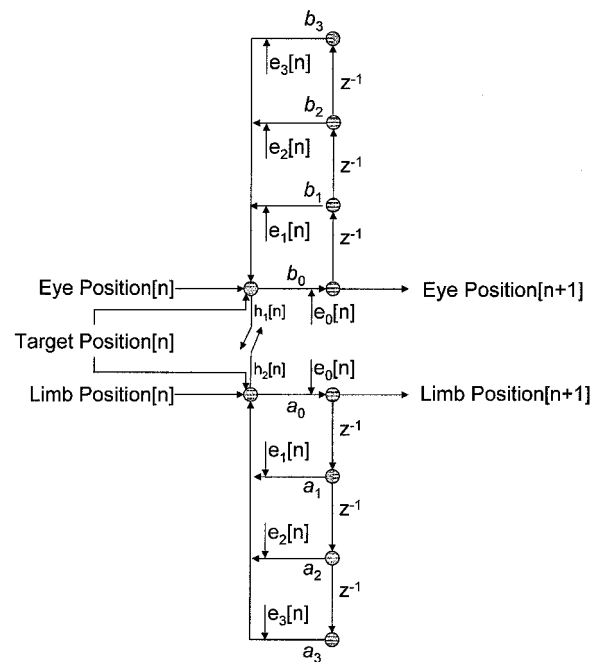 b₃
e₃[n]
z⁻¹
b₂
e₂[n]
z⁻¹
b₁
e₁[n]
z⁻¹
b₀
Eye Position[n]
Eye Position[n+1]
h₁[n]
e₀[n]
Target Position[n]
h₂[n]
e₀[n]
Limb Position[n]
Limb Position[n+1]
a₀
z⁻¹
e₁[n]
a₁
z⁻¹
e₂[n]
a₂
z⁻¹
e₃[n]
a₃